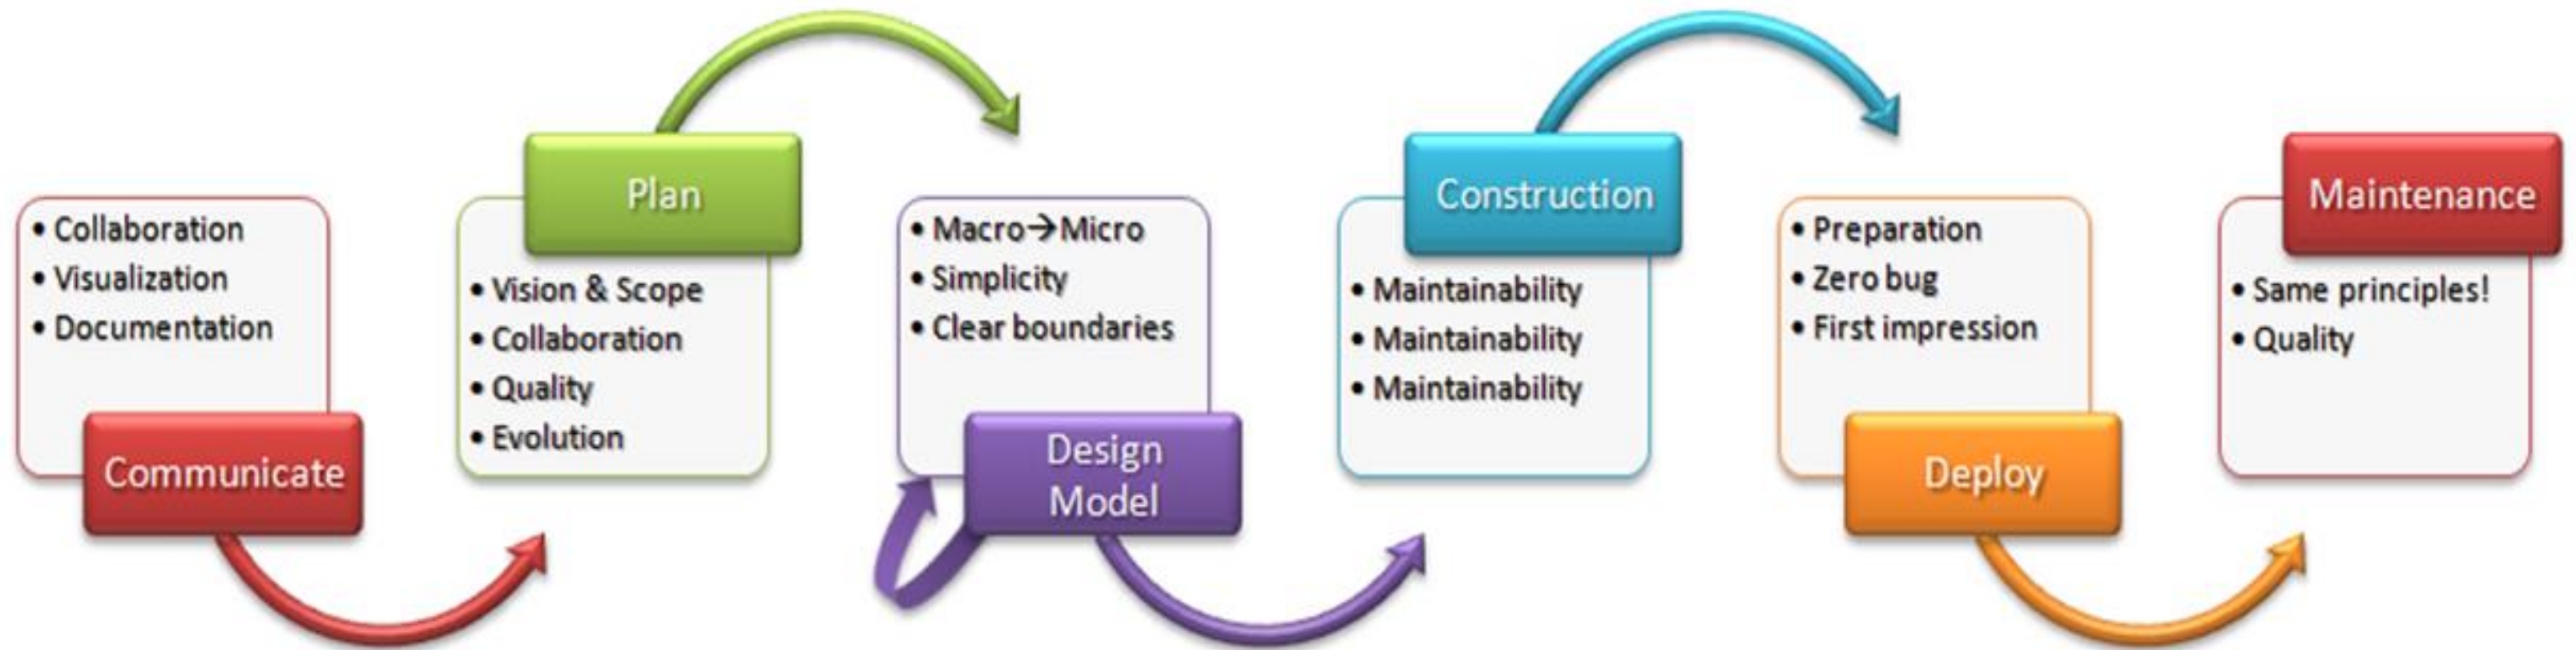 • Collaboration
• Visualization
• Documentation
Communicate
Plan
• Vision & Scope
• Collaboration
• Quality
• Evolution
• Macro→Micro
• Simplicity
• Clear boundaries
Design
Model
Construction
• Maintainability
• Maintainability
• Maintainability
• Preparation
• Zero bug
• First impression
Deploy
Maintenance
• Same principles!
• Quality